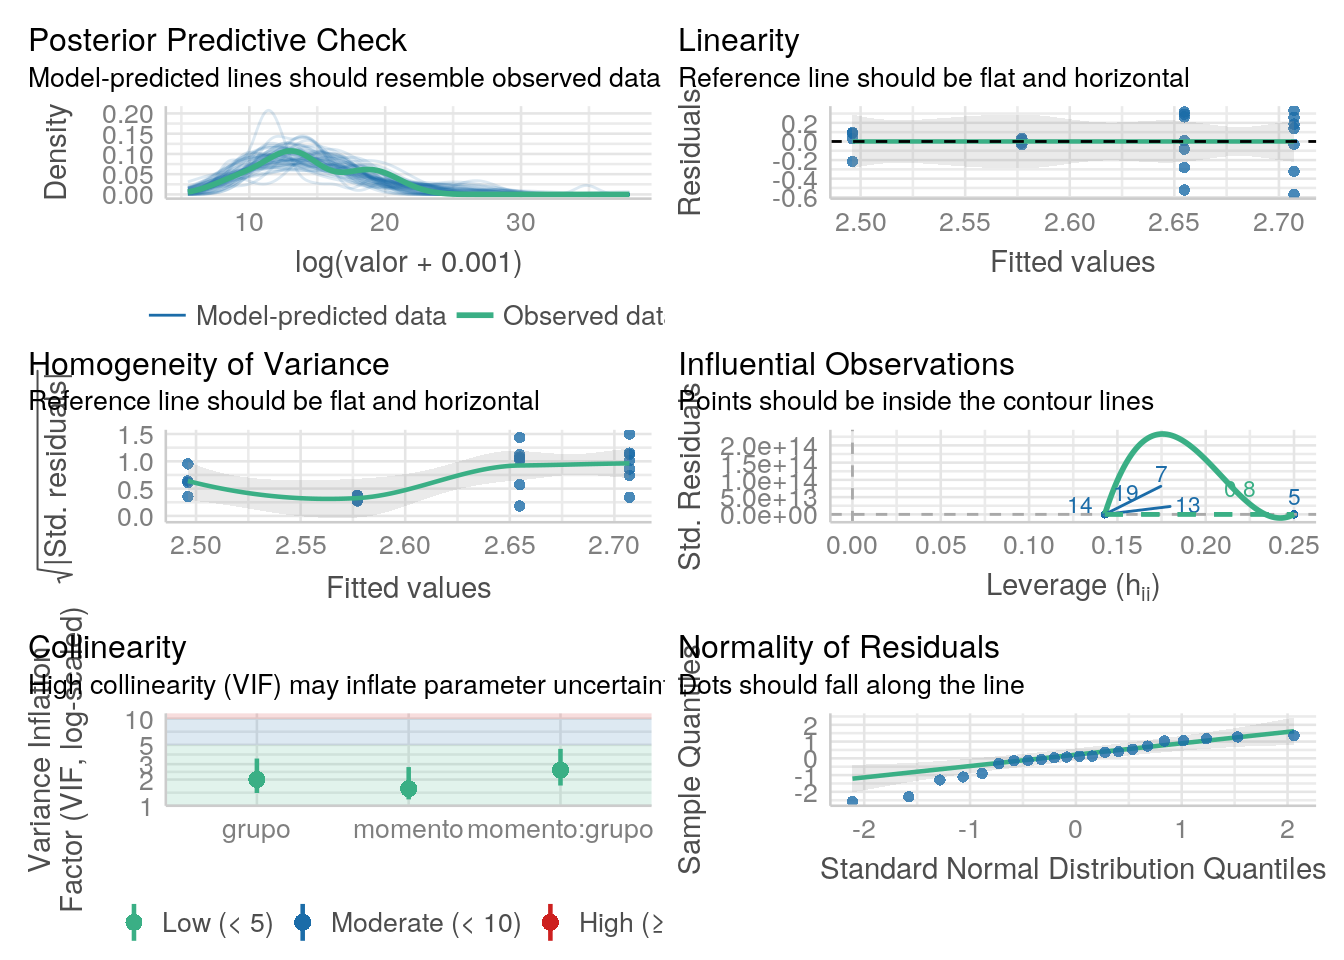 Posterior Predictive Check
Model-predicted lines should resemble observed data
Density
0.20
0.15
0.10
0.05
0.00
10 20 30
log(valor + 0.001)
Model-predicted data Observed data
Linearity
Reference line should be flat and horizontal
Residuals
0.2
0.0
-0.2
-0.4
-0.6
2.50 2.55 2.60 2.65 2.70
Fitted values
Homogeneity of Variance
Reference line should be flat and horizontal
√|Std. residuals|
1.5
1.0
0.5
0.0
2.50 2.55 2.60 2.65 2.70
Fitted values
Influential Observations
Points should be inside the contour lines
Std. Residuals
2.0e+14
1.5e+14
1.0e+14
5.0e+13
0.0e+00
7
19
0.8
14
13
5
0.00 0.05 0.10 0.15 0.20 0.25
Leverage (hii)
Collinearity
High collinearity (VIF) may inflate parameter uncertain
Variance Inflation
Factor (VIF, log-scaled)
10
5
3
2
1
grupo momento momento:grupo
Low (< 5) Moderate (< 10) High (≥
Normality of Residuals
Dots should fall along the line
Sample Quantiles
2
1
0
-1
-2
-2 -1 0 1 2
Standard Normal Distribution Quantiles